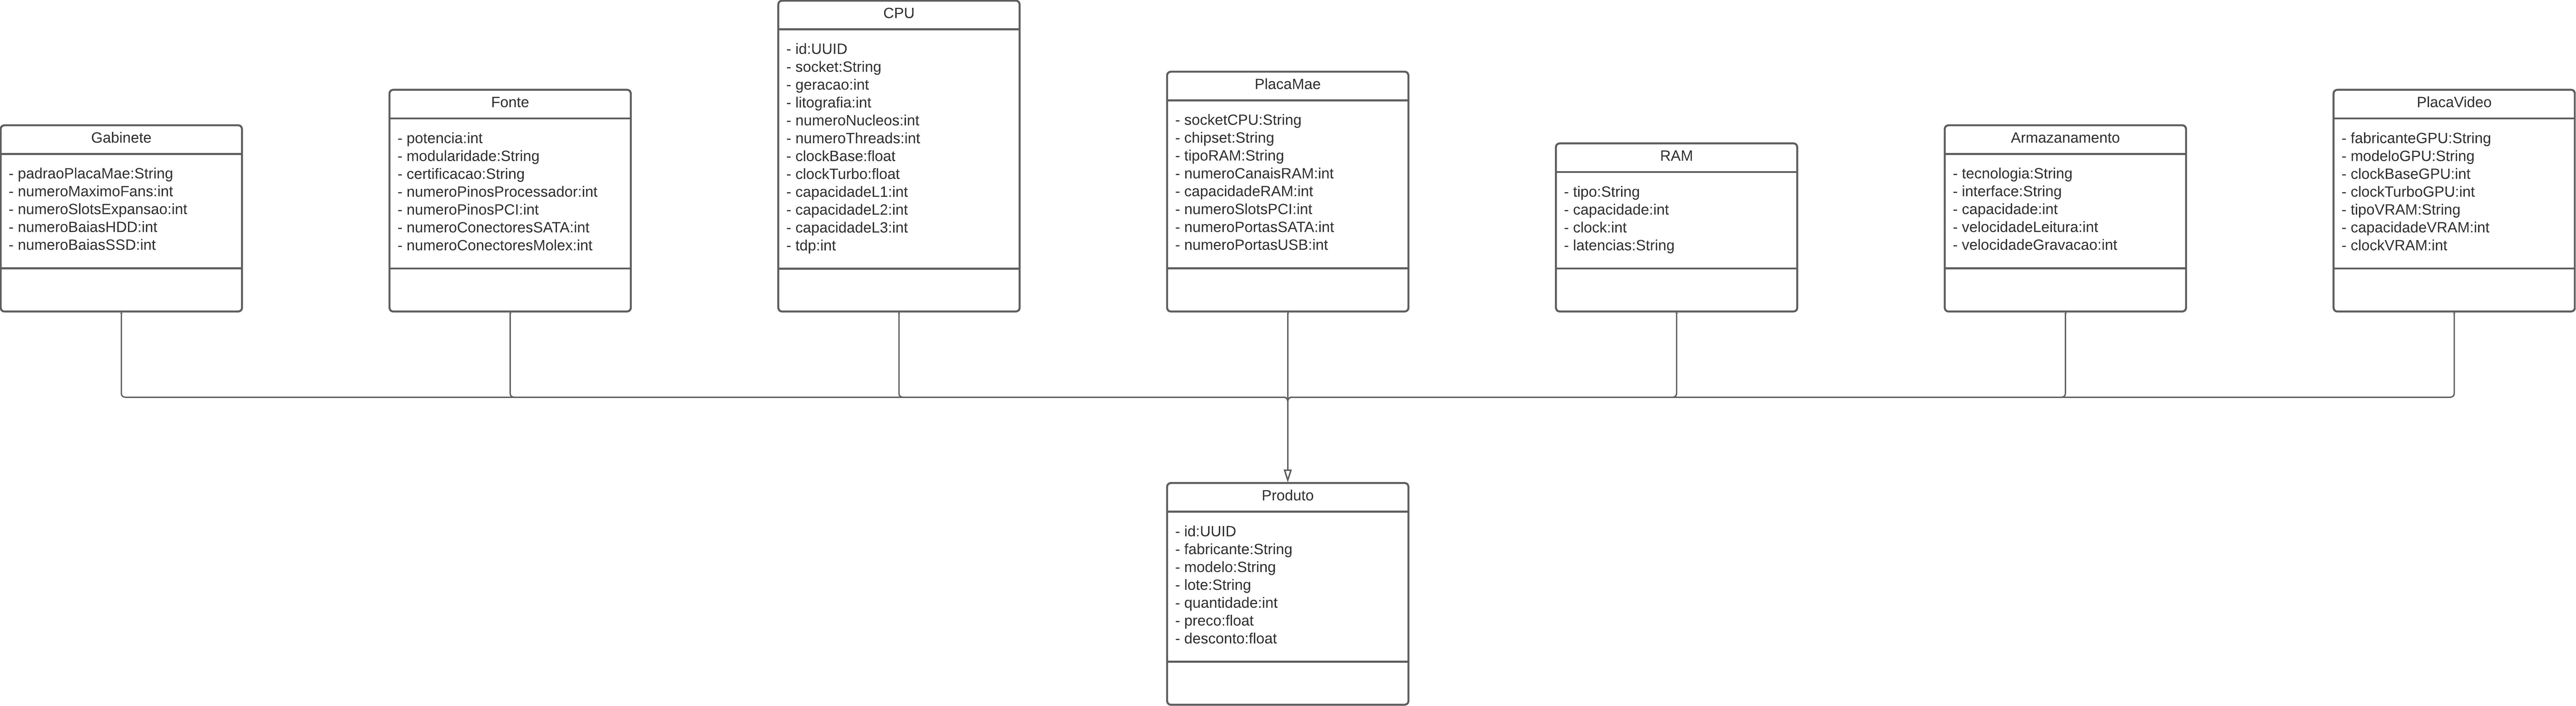 Gabinete
- padraoPlacaMae:String
- numeroMaximoFans:int
- numeroSlotsExpansao:int
- numeroBaiasHDD:int
- numeroBaiasSSD:int
Fonte
- potencia:int
- modularidade:String
- certificacao:String
- numeroPinosProcessador:int
- numeroPinosPCI:int
- numeroConectoresSATA:int
- numeroConectoresMolex:int
CPU
- id:UUID
- socket:String
- geracao:int
- litografia:int
- numeroNucleos:int
- numeroThreads:int
- clockBase:float
- clockTurbo:float
- capacidadeL1:int
- capacidadeL2:int
- capacidadeL3:int
- tdp:int
PlacaMae
- socketCPU:String
- chipset:String
- tipoRAM:String
- numeroCanaisRAM:int
- capacidadeRAM:int
- numeroSlotsPCI:int
- numeroPortasSATA:int
- numeroPortasUSB:int
RAM
- tipo:String
- capacidade:int
- clock:int
- latencias:String
Armazanamento
- tecnologia:String
- interface:String
- capacidade:int
- velocidadeLeitura:int
- velocidadeGravacao:int
PlacaVideo
- fabricanteGPU:String
- modeloGPU:String
- clockBaseGPU:int
- clockTurboGPU:int
- tipoVRAM:String
- capacidadeVRAM:int
- clockVRAM:int
Produto
- id:UUID
- fabricante:String
- modelo:String
- lote:String
- quantidade:int
- preco:float
- desconto:float